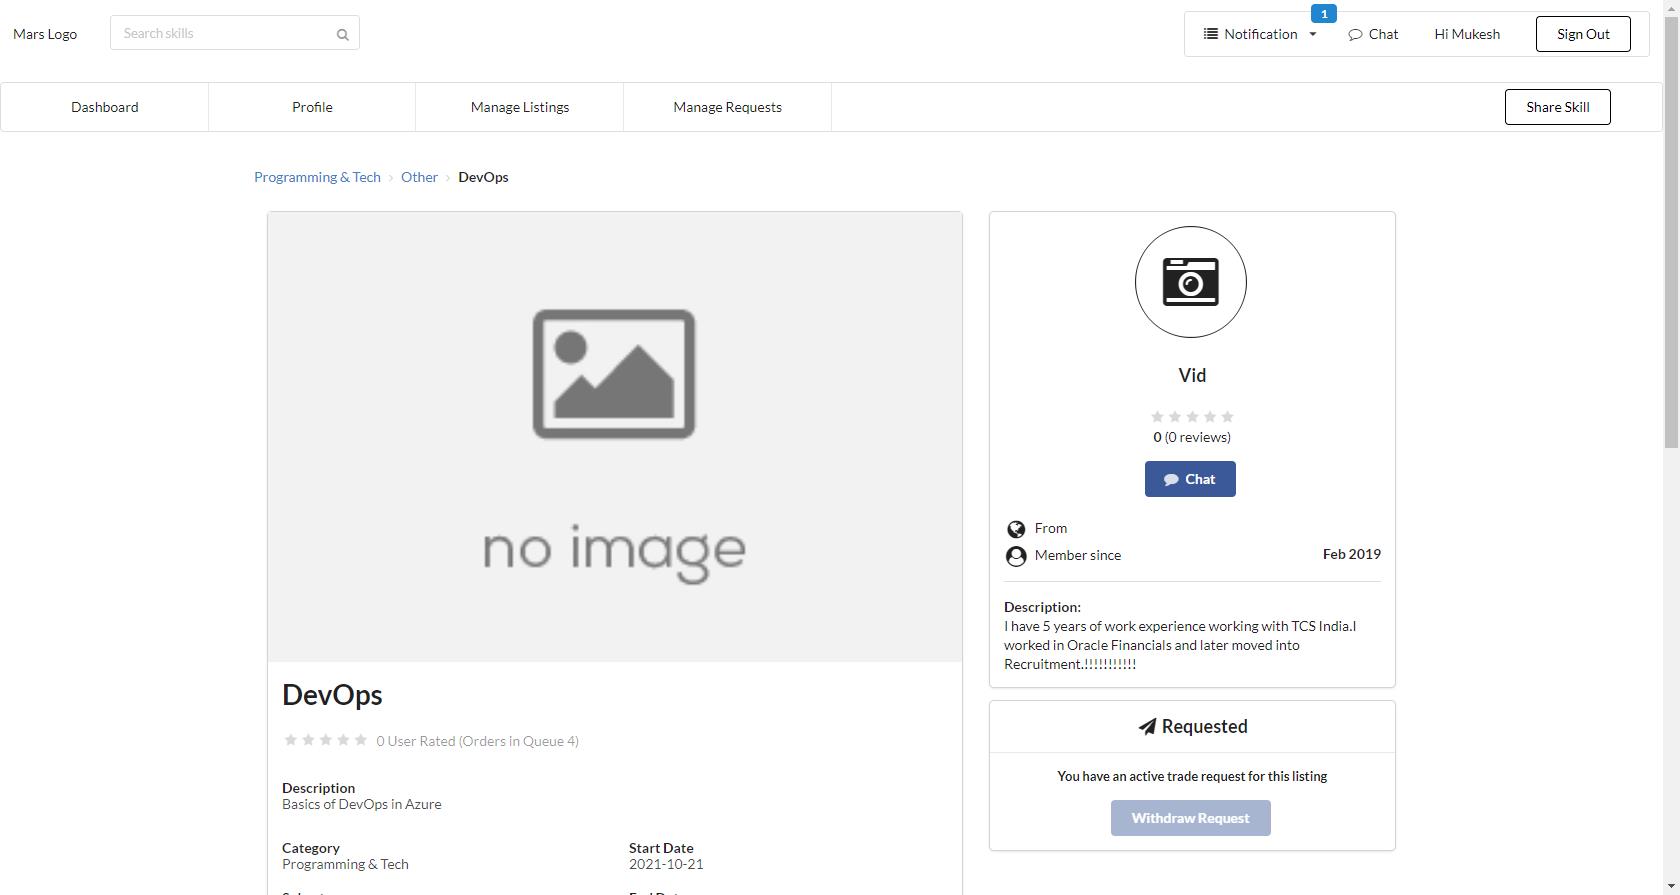 Mars Logo
Search skills
1
Notification
Chat
Hi Mukesh
Sign Out
Dashboard
Profile
Manage Listings
Manage Requests
Share Skill
Programming & Tech › Other › DevOps
no image
DevOps
0 User Rated (Orders in Queue 4)
Description
Basics of DevOps in Azure
Category
Programming & Tech
Start Date
2021-10-21
Vid
0 (0 reviews)
Chat
From
Member since
Feb 2019
Description:
I have 5 years of work experience working with TCS India.I
worked in Oracle Financials and later moved into
Recruitment.!!!!!!!!!!!
Requested
You have an active trade request for this listing
Withdraw Request